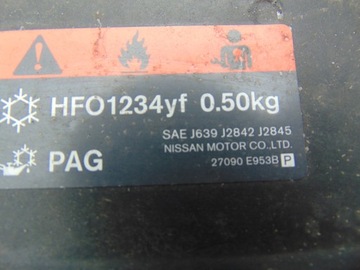 HFO1234yf 0.50kg
SAE J639 J2842 J2845
PAG
NISSAN MOTOR CO.,LTD.
27090 E953B P